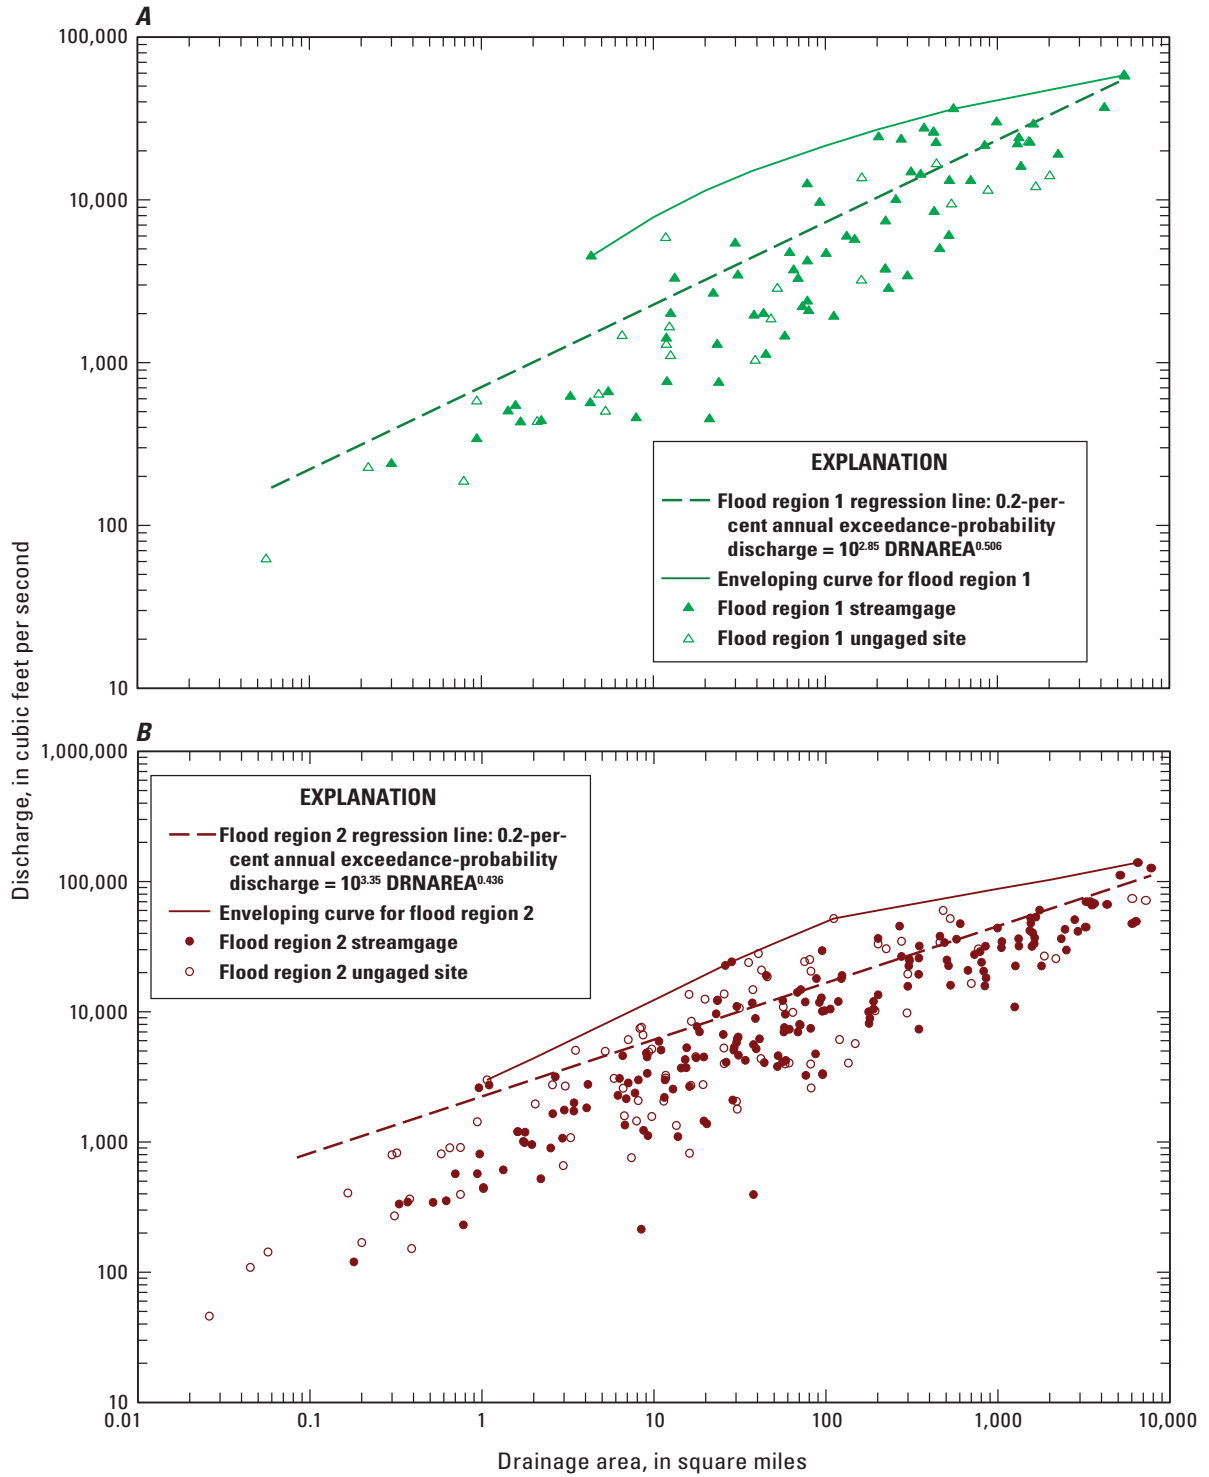 A
100,000
10,000
1,000
100
10
EXPLANATION
Flood region 1 regression line: 0.2-per-
cent annual exceedance-probability
discharge = 10^2.85 DRNAREA^0.506
Enveloping curve for flood region 1
Flood region 1 streamgage
Flood region 1 ungaged site
Discharge, in cubic feet per second
B
1,000,000
100,000
10,000
1,000
100
10
EXPLANATION
Flood region 2 regression line: 0.2-per-
cent annual exceedance-probability
discharge = 10^3.35 DRNAREA^0.436
Enveloping curve for flood region 2
Flood region 2 streamgage
Flood region 2 ungaged site
0.01 0.1 1 10 100 1,000 10,000
Drainage area, in square miles